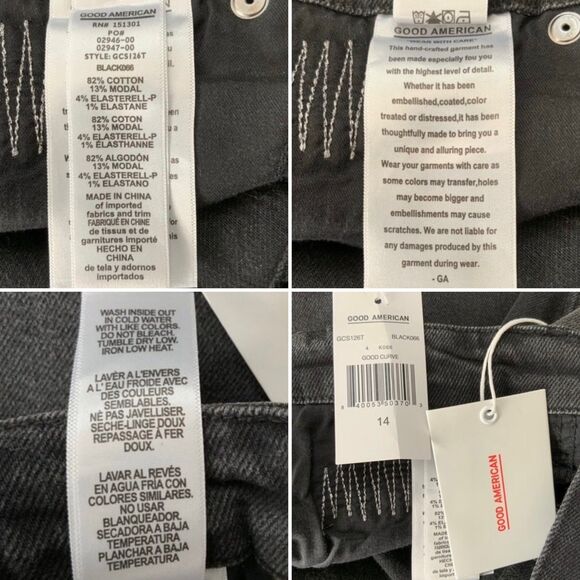 GOOD AMERICAN
RN# 151301
PO#
02946-00
02947-00
STYLE: GCS126T
BLACK066
82% COTTON
13% MODAL
4% ELASTERELL-P
1% ELASTANE
82% COTON
13% MODAL
4% ELASTERELL-P
1% ÉLASTHANNE
82% ALGODÓN
13% MODAL
4% ELASTERELL-P
1% ELASTANO
MADE IN CHINA
of imported
fabrics and trim
FABRIQUÉ EN CHINE
de tissus et de
garnitures importé
HECHO EN
CHINA
de tela y adornos
importados
GOOD AMERICAN
"WEAR WITH CARE"
This hand-crafted garment has
been made especially fou you
with the highest level of detail.
Whether it has been
embellished,coated,color
treated or distressed,it has been
thoughtfully made to bring you a
unique and alluring piece.
Wear your garments with care as
some colors may transfer,holes
may become bigger and
embellishments may cause
scratches. We are not liable for
any damages produced by this
garment during wear.
- GA
WASH INSIDE OUT
IN COLD WATER
WITH LIKE COLORS.
DO NOT BLEACH.
TUMBLE DRY LOW.
IRON LOW HEAT.
LAVÈR A L'ENVERS
A L' EAU FROIDE AVEC
DES COULEURS
SEMBLABLES.
NÉ PAS JAVELLISER.
SECHE-LINGE DOUX
REPASSAGE À FER
DOUX.
LAVAR AL REVÉS
EN AGUA FRIA CON
COLORES SIMILARES.
NO USAR
BLANQUEADOR.
SECADORA A BAJA
TEMPERATURA
PLANCHAR A BAJA
TEMPERATURA
GOOD AMERICAN
GCS126T BLACK066
4 K066
GOOD CURVE
8 40053 50370 3
14
GOOD AMERICAN